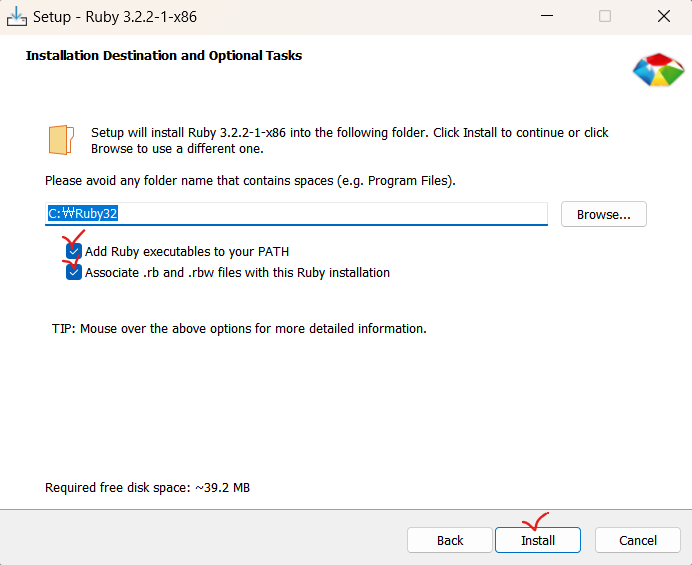 Setup - Ruby 3.2.2-1-x86
Installation Destination and Optional Tasks
Setup will install Ruby 3.2.2-1-x86 into the following folder. Click Install to continue or click
Browse to use a different one.
Please avoid any folder name that contains spaces (e.g. Program Files).
C:₩Ruby32
Browse...
Add Ruby executables to your PATH
Associate .rb and .rbw files with this Ruby installation
TIP: Mouse over the above options for more detailed information.
Required free disk space: ~39.2 MB
Back
Install
Cancel